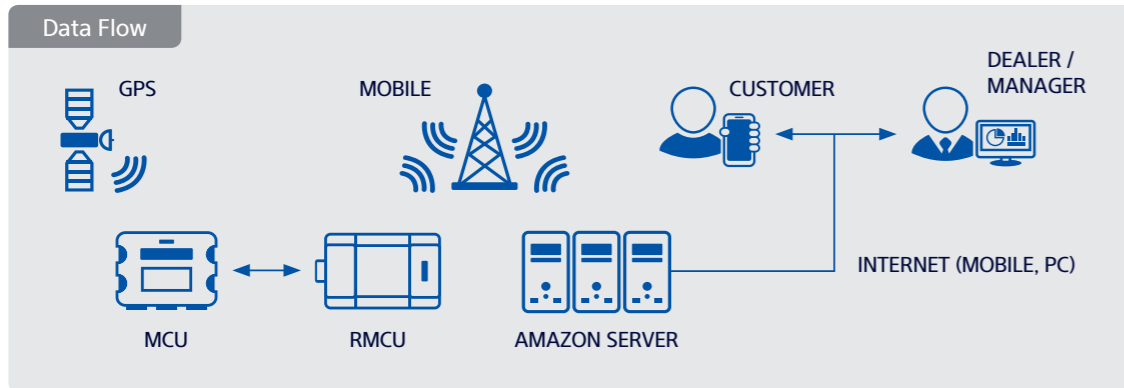 Data Flow
GPS
MOBILE
CUSTOMER
DEALER /
MANAGER
MCU
RMCU
AMAZON SERVER
INTERNET (MOBILE, PC)